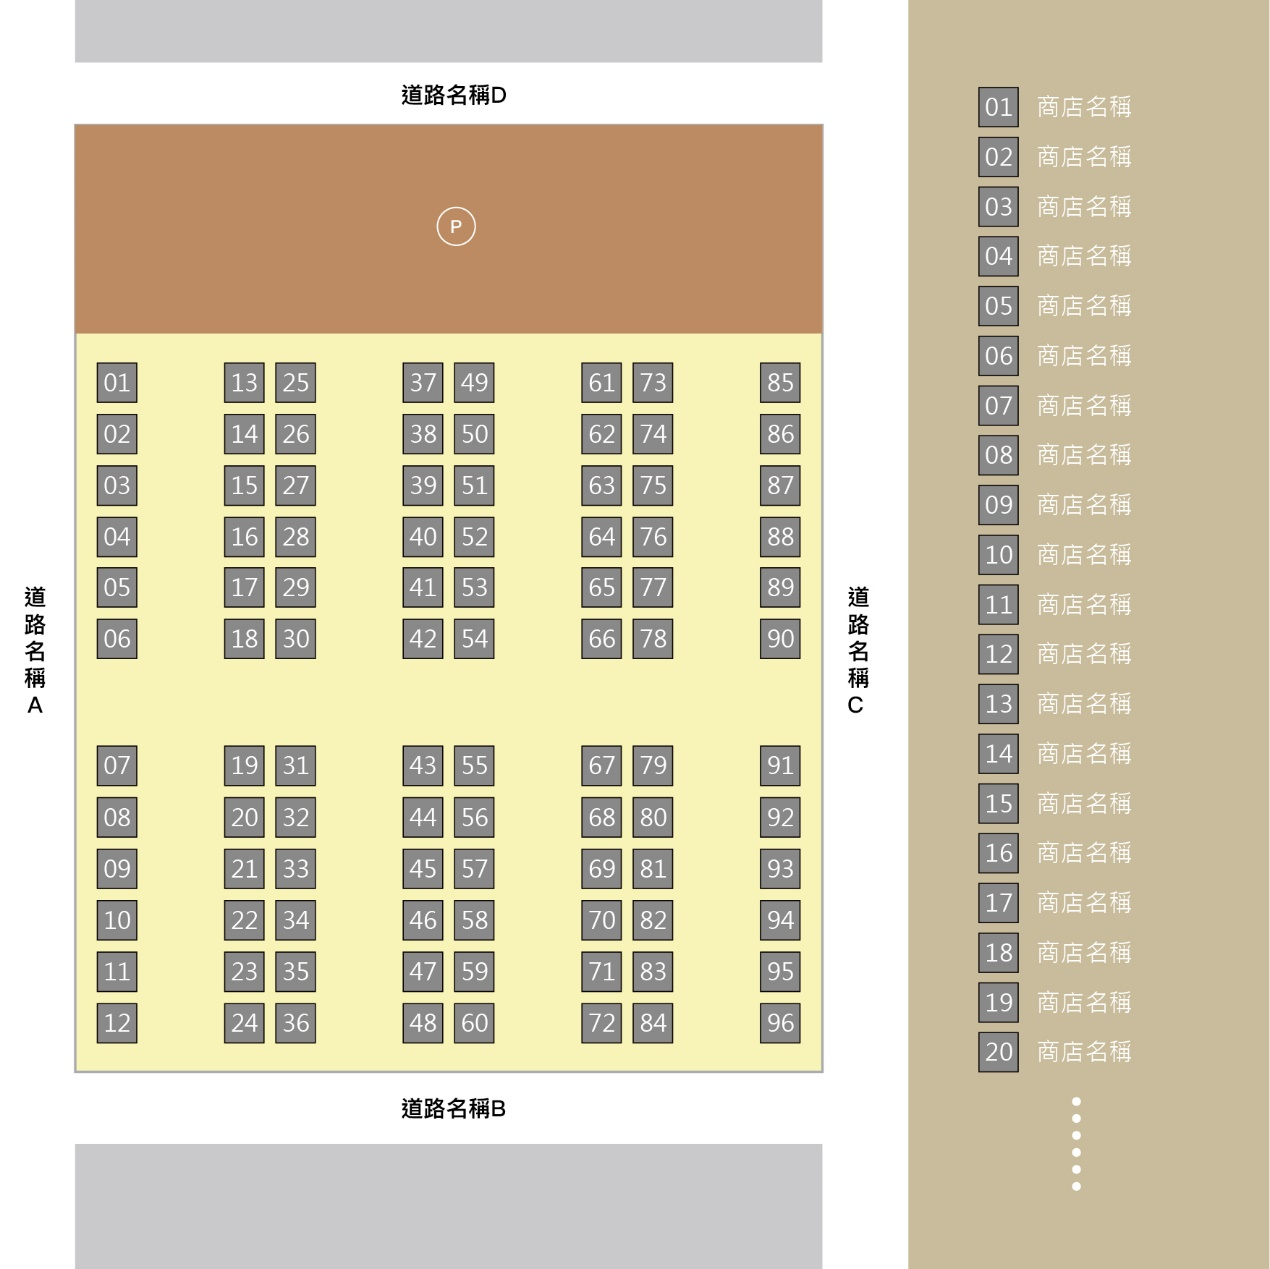 道路名稱D
P
01 13 25 37 49 61 73 85
02 14 26 38 50 62 74 86
03 15 27 39 51 63 75 87
04 16 28 40 52 64 76 88
05 17 29 41 53 65 77 89
06 18 30 42 54 66 78 90
07 19 31 43 55 67 79 91
08 20 32 44 56 68 80 92
09 21 33 45 57 69 81 93
10 22 34 46 58 70 82 94
11 23 35 47 59 71 83 95
12 24 36 48 60 72 84 96
道路名稱A
道路名稱C
道路名稱B
01 商店名稱
02 商店名稱
03 商店名稱
04 商店名稱
05 商店名稱
06 商店名稱
07 商店名稱
08 商店名稱
09 商店名稱
10 商店名稱
11 商店名稱
12 商店名稱
13 商店名稱
14 商店名稱
15 商店名稱
16 商店名稱
17 商店名稱
18 商店名稱
19 商店名稱
20 商店名稱